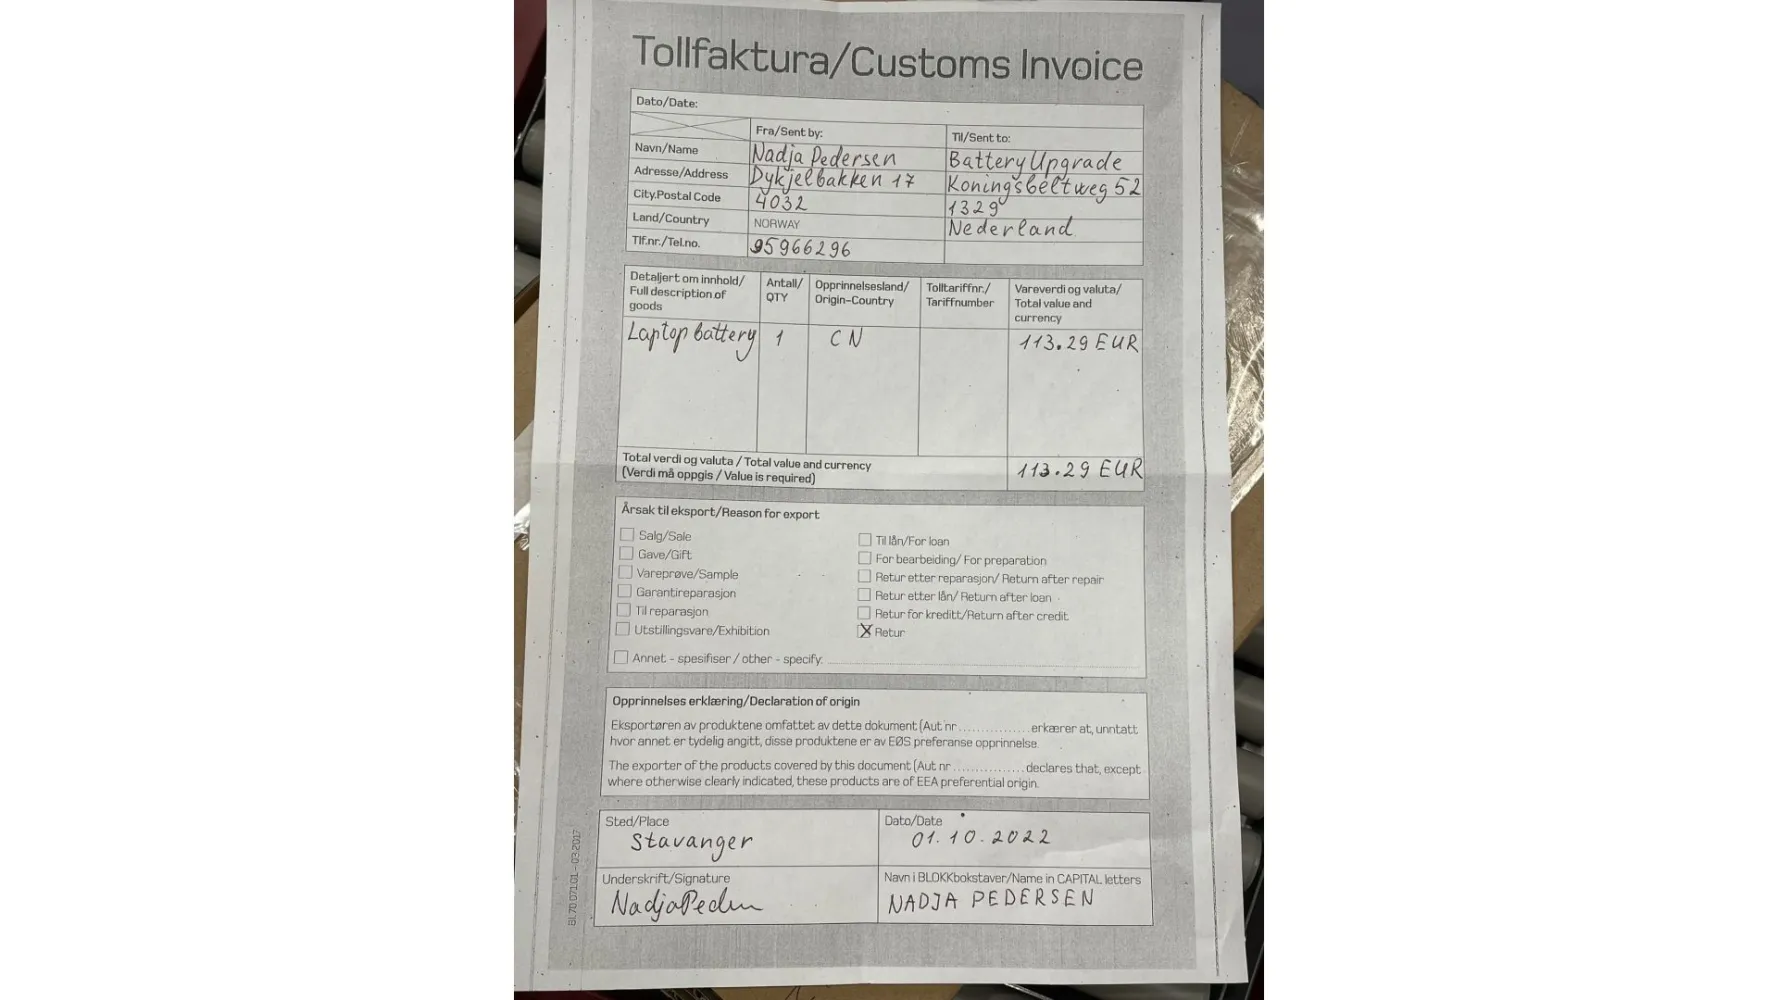 Tollfaktura/Customs Invoice
Dato/Date:
Fra/Sent by: Til/Sent to:
Navn/Name Nadja Pedersen BatteryUpgrade
Adresse/Address Dykjelbakken 17 Koningsbeltweg 52
City.Postal Code 4032 1329
Land/Country NORWAY Nederland
Tlf.nr./Tel.no. 95966296
Detaljert om innhold/ Antall/ Opprinnelsesland/ Tolltariffnr./ Vareverdi og valuta/
Full description of QTY Origin-Country Tariffnumber Total value and
goods currency
Laptop battery 1 CN 113.29 EUR
Total verdi og valuta / Total value and currency 113.29 EUR
(Verdi må oppgis / Value is required)
Årsak til eksport/Reason for export
Salg/Sale Til lån/For loan
Gave/Gift For bearbeiding/ For preparation
Vareprøve/Sample Retur etter reparasjon/ Return after repair
Garantireparasjon Retur etter lån/ Return after loan
Til reparasjon Retur for kreditt/Return after credit
Utstillingsvare/Exhibition X Retur
Annet - spesifiser / other - specify:
Opprinnelses erklæring/Declaration of origin
Eksportøren av produktene omfattet av dette dokument (Aut nr ............... erkærer at, unntatt
hvor annet er tydelig angitt, disse produktene er av EØS preferanse opprinnelse.
The exporter of the products covered by this document (Aut nr ............... declares that, except
where otherwise clearly indicated, these products are of EEA preferential origin.
Sted/Place Dato/Date
Stavanger 01.10.2022
Underskrift/Signature Navn i BLOKKbokstaver/Name in CAPITAL letters
NadjaPeder NADJA PEDERSEN
BL70 071.01 - 03.2017